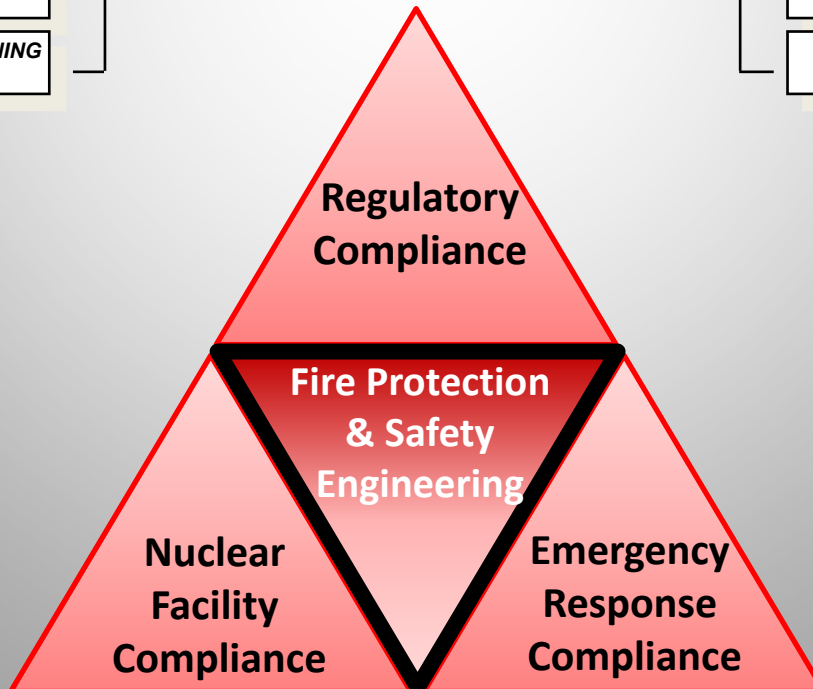 Regulatory
Compliance
Fire Protection
& Safety
Engineering
Nuclear
Facility
Compliance
Emergency
Response
Compliance